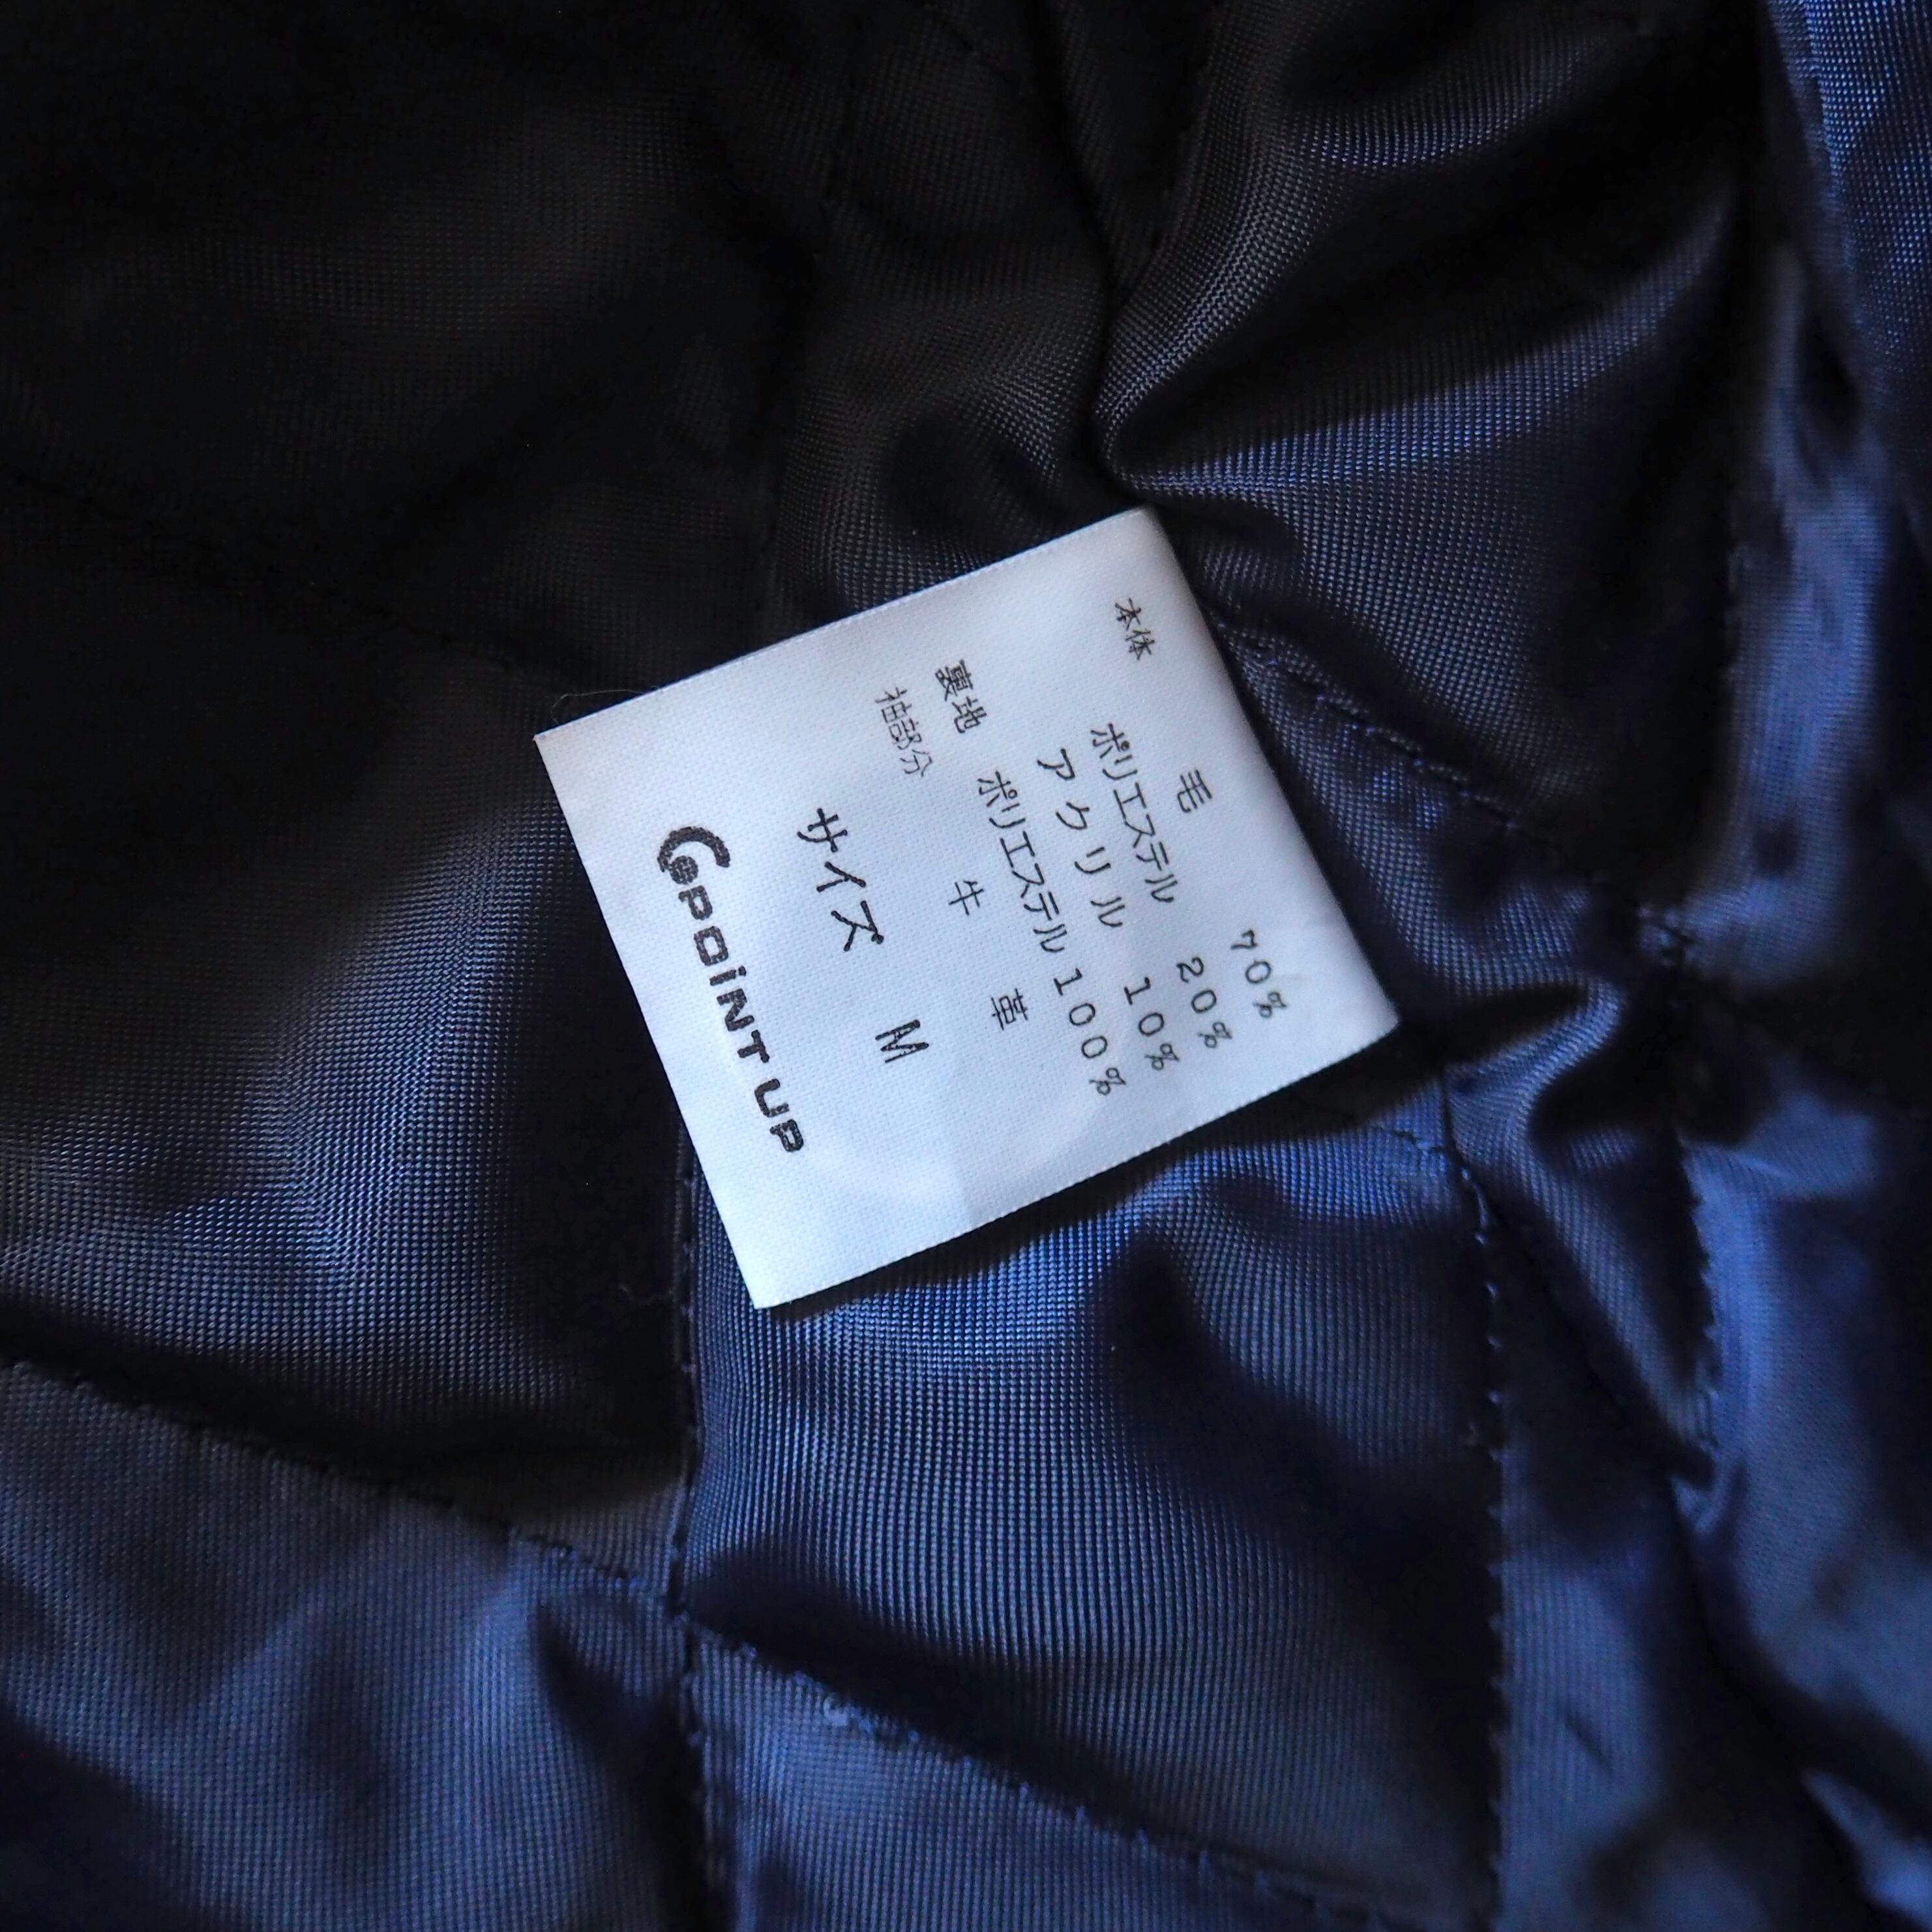 本体 毛 70%
ポリエステル 20%
アクリル 10%
裏地 ポリエステル 100%
袖部分 牛革
サイズ M
POiNT UP